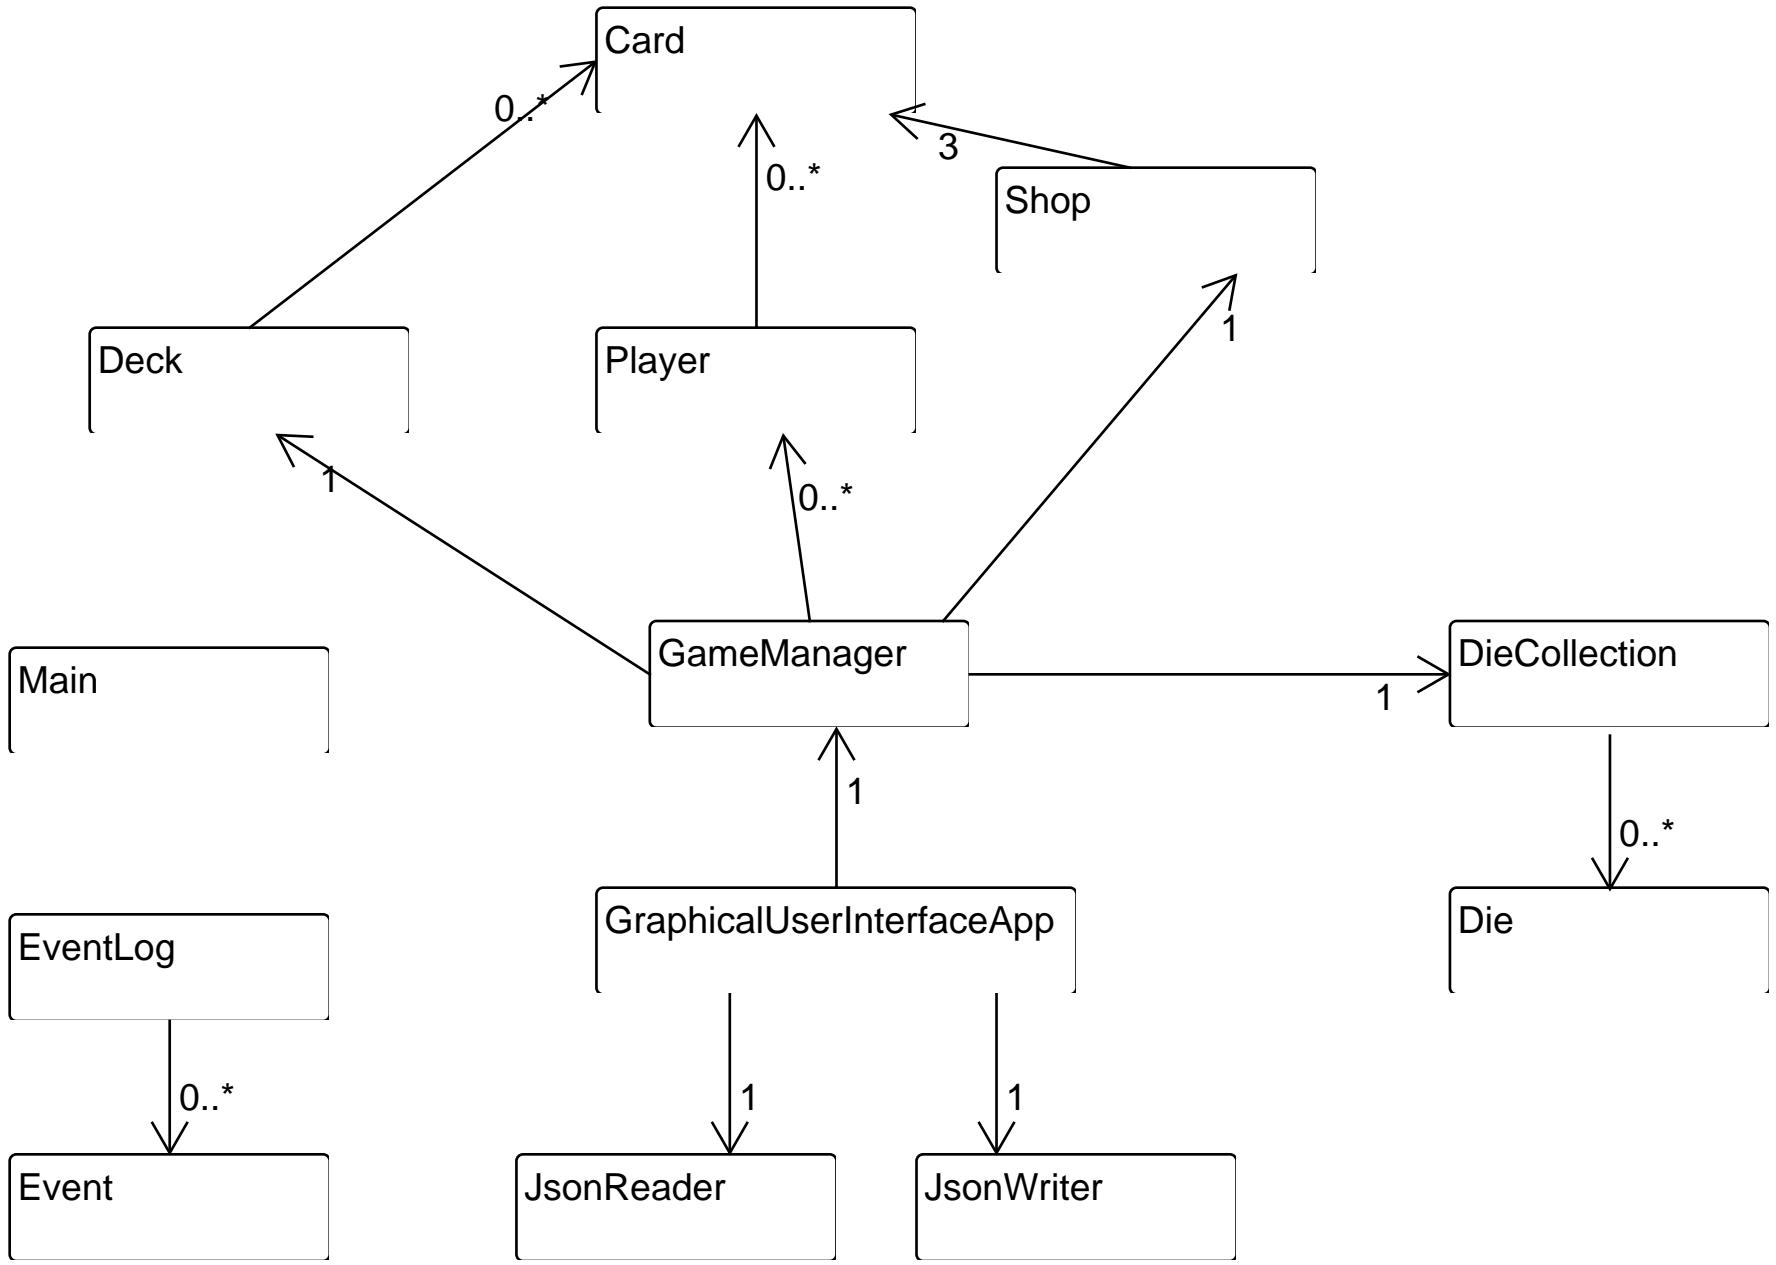 Card
0..*
3
0..*
Shop
1
Deck
Player
1
0..*
GameManager
DieCollection
Main
1
1
0..*
GraphicalUserInterfaceApp
Die
EventLog
0..*
1
1
Event
JsonReader
JsonWriter